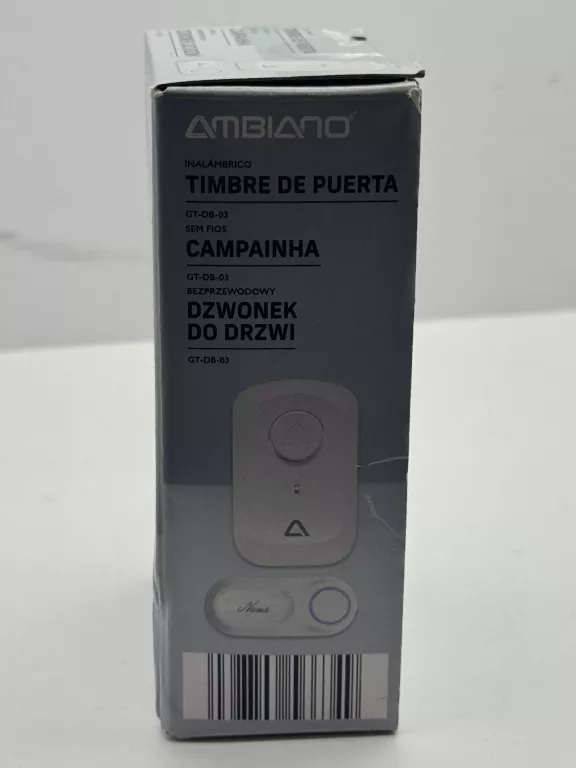 AMBIANO
INALÁMBRICO
TIMBRE DE PUERTA
GT-DB-03
SEM FIOS
CAMPAINHA
GT-DB-03
BEZPRZEWODOWY
DZWONEK
DO DRZWI
GT-DB-03
Name